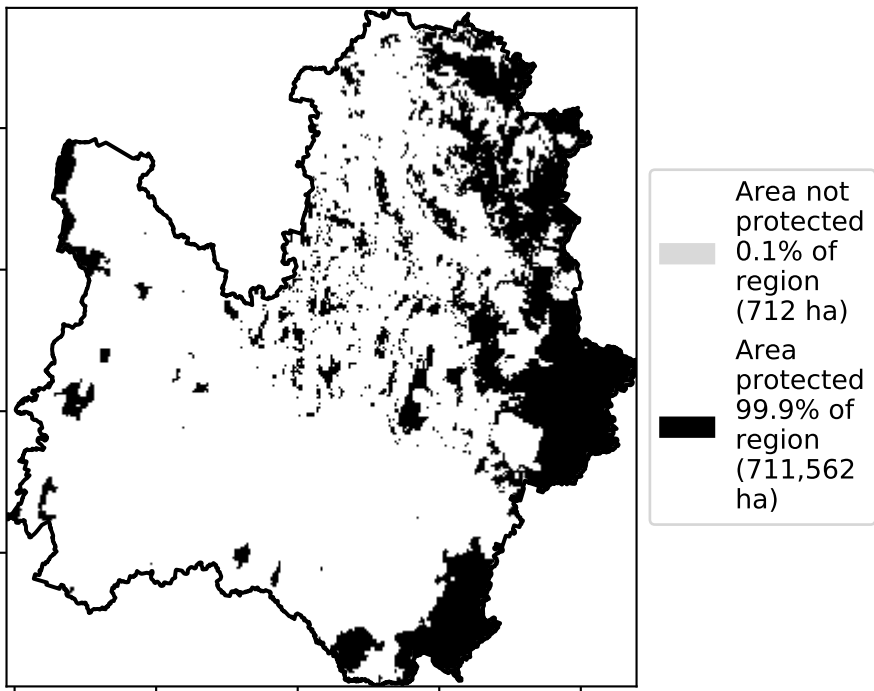 Area not
protected
0.1% of
region
(712 ha)
Area
protected
99.9% of
region
(711,562
ha)